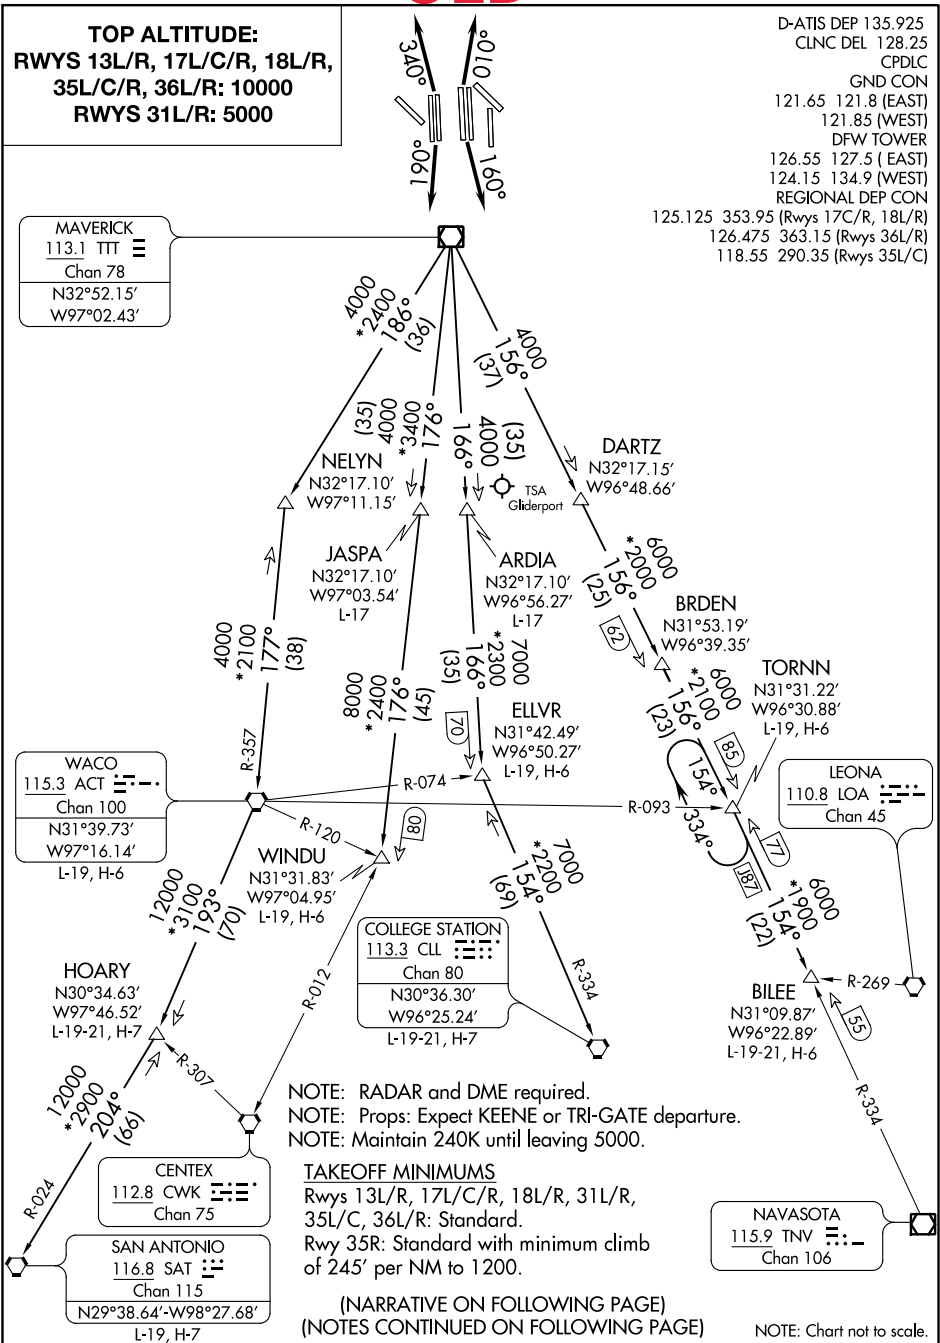 OLD
TOP ALTITUDE:
RWYS 13L/R, 17L/C/R, 18L/R,
35L/C/R, 36L/R: 10000
RWYS 31L/R: 5000
D-ATIS DEP 135.925
CLNC DEL 128.25
CPDLC
GND CON
121.65 121.8 (EAST)
121.85 (WEST)
DFW TOWER
126.55 127.5 ( EAST)
124.15 134.9 (WEST)
REGIONAL DEP CON
125.125 353.95 (Rwys 17C/R, 18L/R)
126.475 363.15 (Rwys 36L/R)
118.55 290.35 (Rwys 35L/C)
340°
010°
190°
160°
MAVERICK
113.1 TTT
Chan 78
N32°52.15'
W97°02.43'
4000
*2400
186°
(36)
(35)
4000
*3400
176°
(35)
4000
166°
4000
156°
(37)
TSA
Gliderport
NELYN
N32°17.10'
W97°11.15'
JASPA
N32°17.10'
W97°03.54'
L-17
ARDIA
N32°17.10'
W96°56.27'
L-17
DARTZ
N32°17.15'
W96°48.66'
6000
*2000
156°
(25)
62
BRDEN
N31°53.19'
W96°39.35'
4000
*2100
177°
(38)
R-357
8000
*2400
176°
(45)
7000
*2300
166°
(35)
70
ELLVR
N31°42.49'
W96°50.27'
L-19, H-6
6000
*2100
156°
(23)
85
TORNN
N31°31.22'
W96°30.88'
L-19, H-6
154°
334°
77
J87
WACO
115.3 ACT
Chan 100
N31°39.73'
W97°16.14'
L-19, H-6
R-074
R-093
R-120
80
WINDU
N31°31.83'
W97°04.95'
L-19, H-6
LEONA
110.8 LOA
Chan 45
12000
*3100
193°
(70)
7000
*2200
154°
(69)
6000
*1900
154°
(22)
HOARY
N30°34.63'
W97°46.52'
L-19-21, H-7
R-012
R-307
COLLEGE STATION
113.3 CLL
Chan 80
N30°36.30'
W96°25.24'
L-19-21, H-7
R-334
R-269
BILEE
N31°09.87'
W96°22.89'
L-19-21, H-6
55
R-334
12000
*2900
204°
(66)
R-024
CENTEX
112.8 CWK
Chan 75
SAN ANTONIO
116.8 SAT
Chan 115
N29°38.64'-W98°27.68'
L-19, H-7
NOTE: RADAR and DME required.
NOTE: Props: Expect KEENE or TRI-GATE departure.
NOTE: Maintain 240K until leaving 5000.
TAKEOFF MINIMUMS
Rwys 13L/R, 17L/C/R, 18L/R, 31L/R,
35L/C, 36L/R: Standard.
Rwy 35R: Standard with minimum climb
of 245' per NM to 1200.
NAVASOTA
115.9 TNV
Chan 106
(NARRATIVE ON FOLLOWING PAGE)
(NOTES CONTINUED ON FOLLOWING PAGE)
NOTE: Chart not to scale.